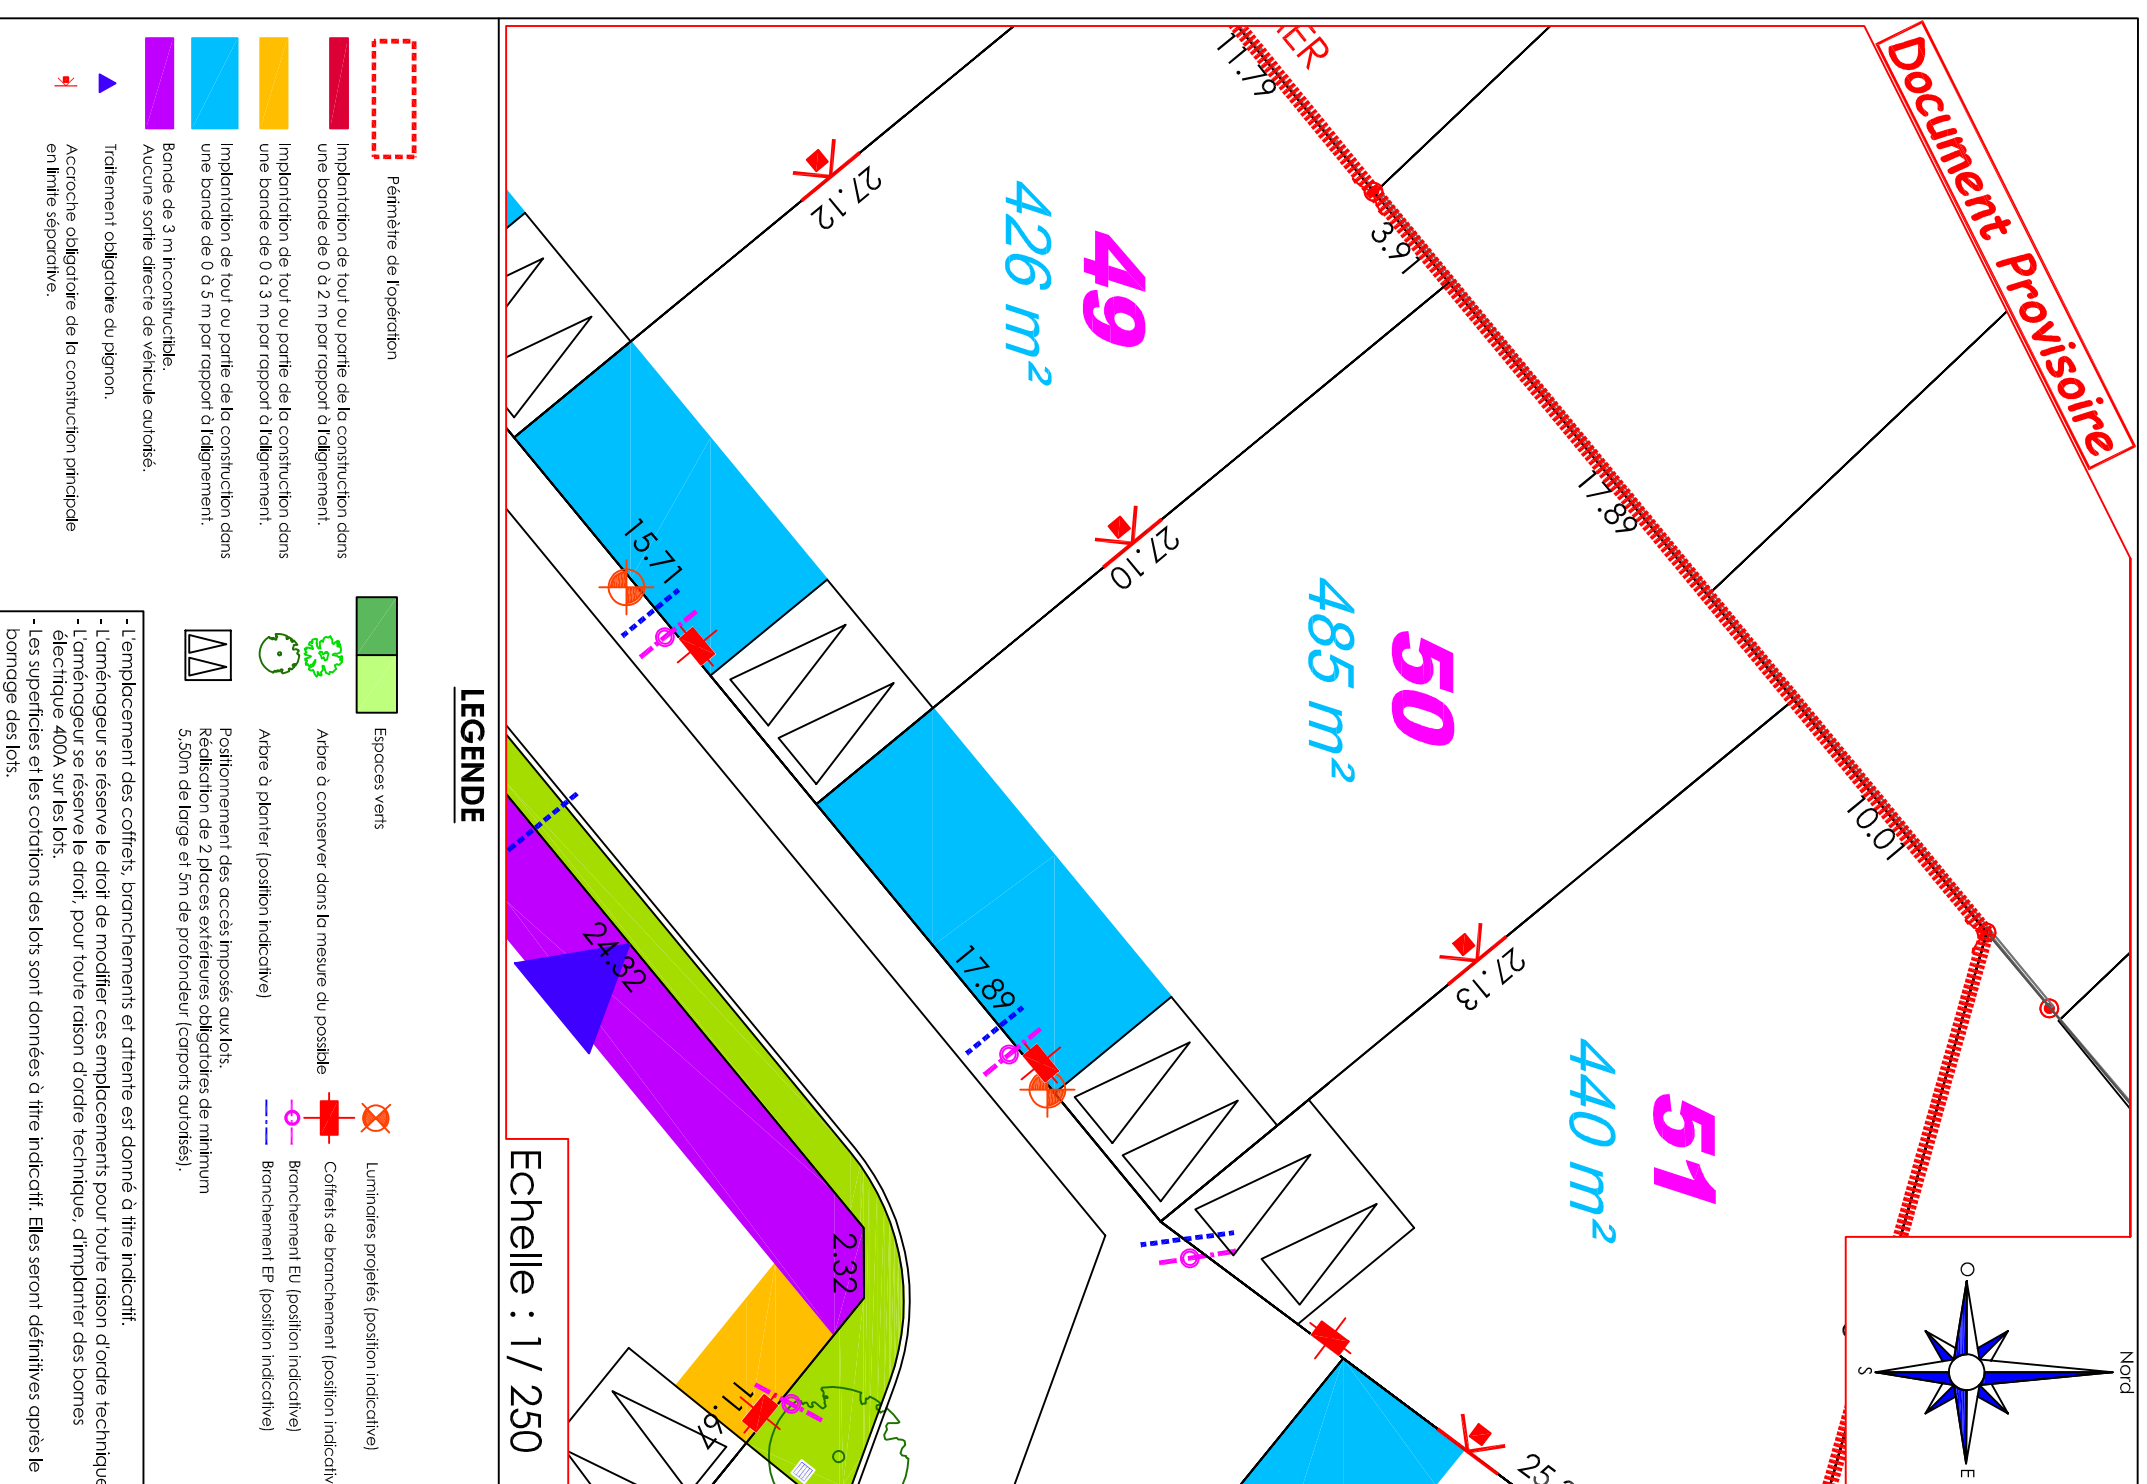 Document Provisoire
11.79
3.91
17.89
10.01
27.12
49
426 m²
27.10
50
485 m²
27.13
51
440 m²
15.71
17.89
24.32
2.32
11.49
Nord
O
S
E
Echelle : 1/ 250
LEGENDE
Périmètre de l'opération
Implantation de tout ou partie de la construction dans
une bande de 0 à 2 m par rapport à l'alignement.
Implantation de tout ou partie de la construction dans
une bande de 0 à 3 m par rapport à l'alignement.
Implantation de tout ou partie de la construction dans
une bande de 0 à 5 m par rapport à l'alignement.
Bande de 3 m inconstructible.
Aucune sortie directe de véhicule autorisé.
Traitement obligatoire du pignon.
Accroche obligatoire de la construction principale
en limite séparative.
Espaces verts
Arbre à conserver dans la mesure du possible
Arbre à planter (position indicative)
Positionnement des accès imposés aux lots.
Réalisation de 2 places extérieures obligatoires de minimum
5,50m de large et 5m de profondeur (carports autorisés).
Luminaires projetés (position indicative)
Coffrets de branchement (position indicativ
Branchement EU (position indicative)
Branchement EP (position indicative)
- L'emplacement des coffrets, branchements et attente est donné à titre indicatif.
- L'aménageur se réserve le droit de modifier ces emplacements pour toute raison d'ordre technique
- L'aménageur se réserve le droit, pour toute raison d'ordre technique, d'implanter des bornes
électrique 400A sur les lots.
- Les superficies et les cotations des lots sont données à titre indicatif. Elles seront définitives après le
bornage des lots.